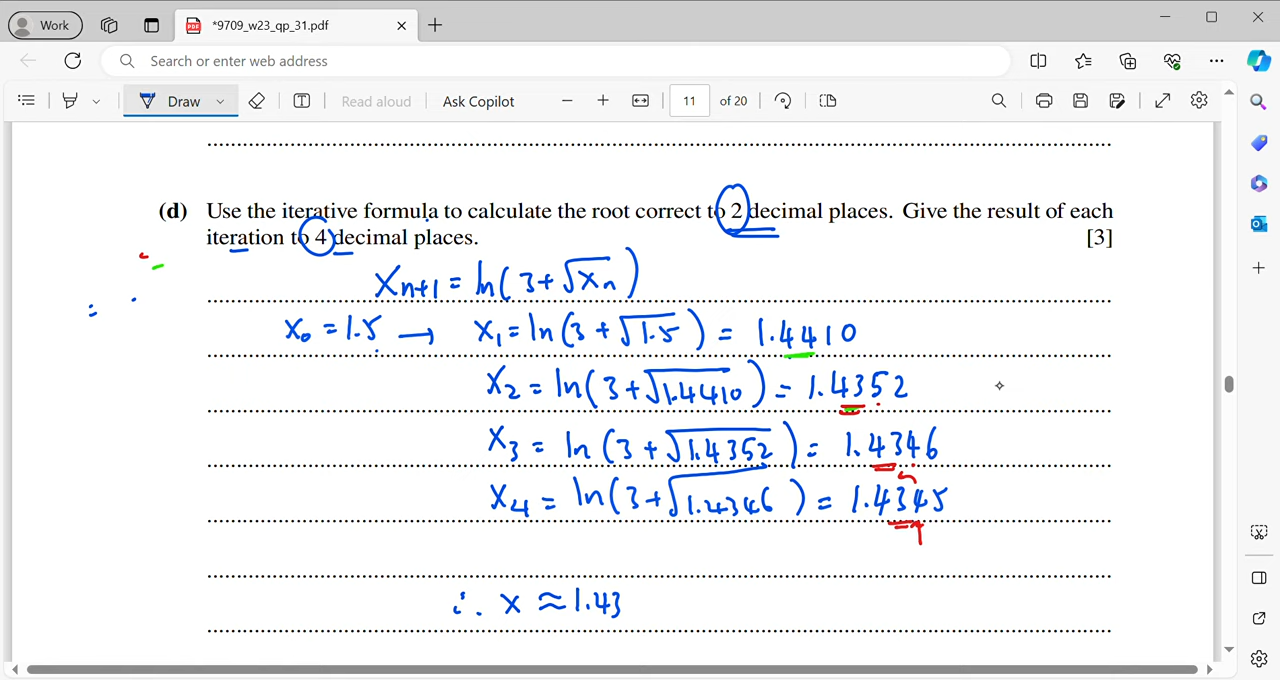 Work
*9709_w23_qp_31.pdf
Search or enter web address
Draw
Read aloud
Ask Copilot
11 of 20
(d) Use the iterative formula to calculate the root correct to 2 decimal places. Give the result of each
iteration to 4 decimal places. [3]
Xn+1 = ln(3+√Xn)
X0 = 1.5 → X1 = ln(3+√1.5) = 1.4410
X2 = ln(3+√1.4410) = 1.4352
X3 = ln(3+√1.4352) = 1.4346
X4 = ln(3+√1.4346) = 1.4345
∴ x ≈ 1.43